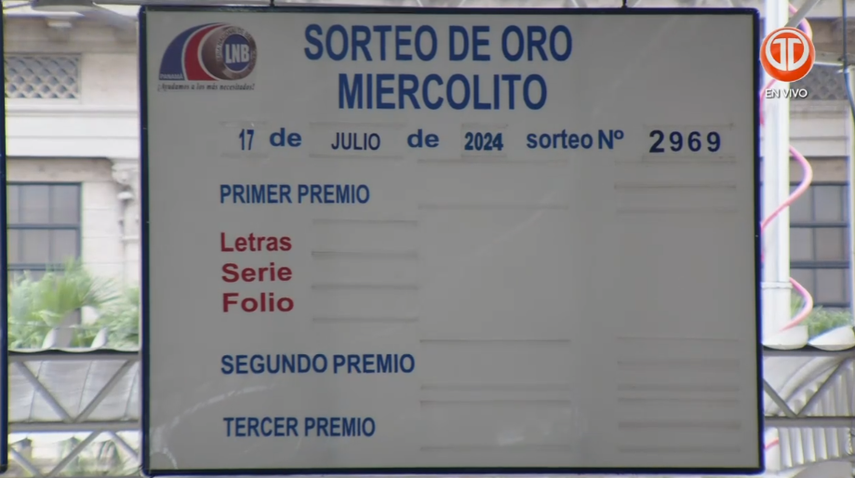 LNB
PANAMÁ
¡Ayudamos a los más necesitados!
SORTEO DE ORO
MIERCOLITO
17 de JULIO de 2024 sorteo Nº 2969
PRIMER PREMIO
Letras
Serie
Folio
SEGUNDO PREMIO
TERCER PREMIO
EN VIVO